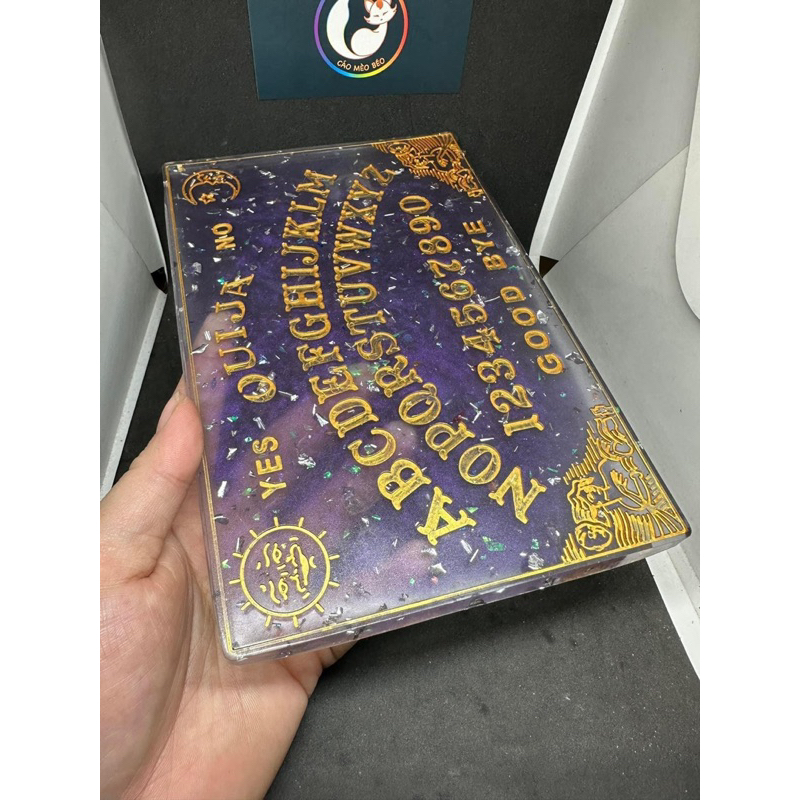 CÁO MÈO BÉO
YES OUIJA NO
ABCDEFGHIJKLM
NOPQRSTUVWXYZ
1234567890
GOOD BYE